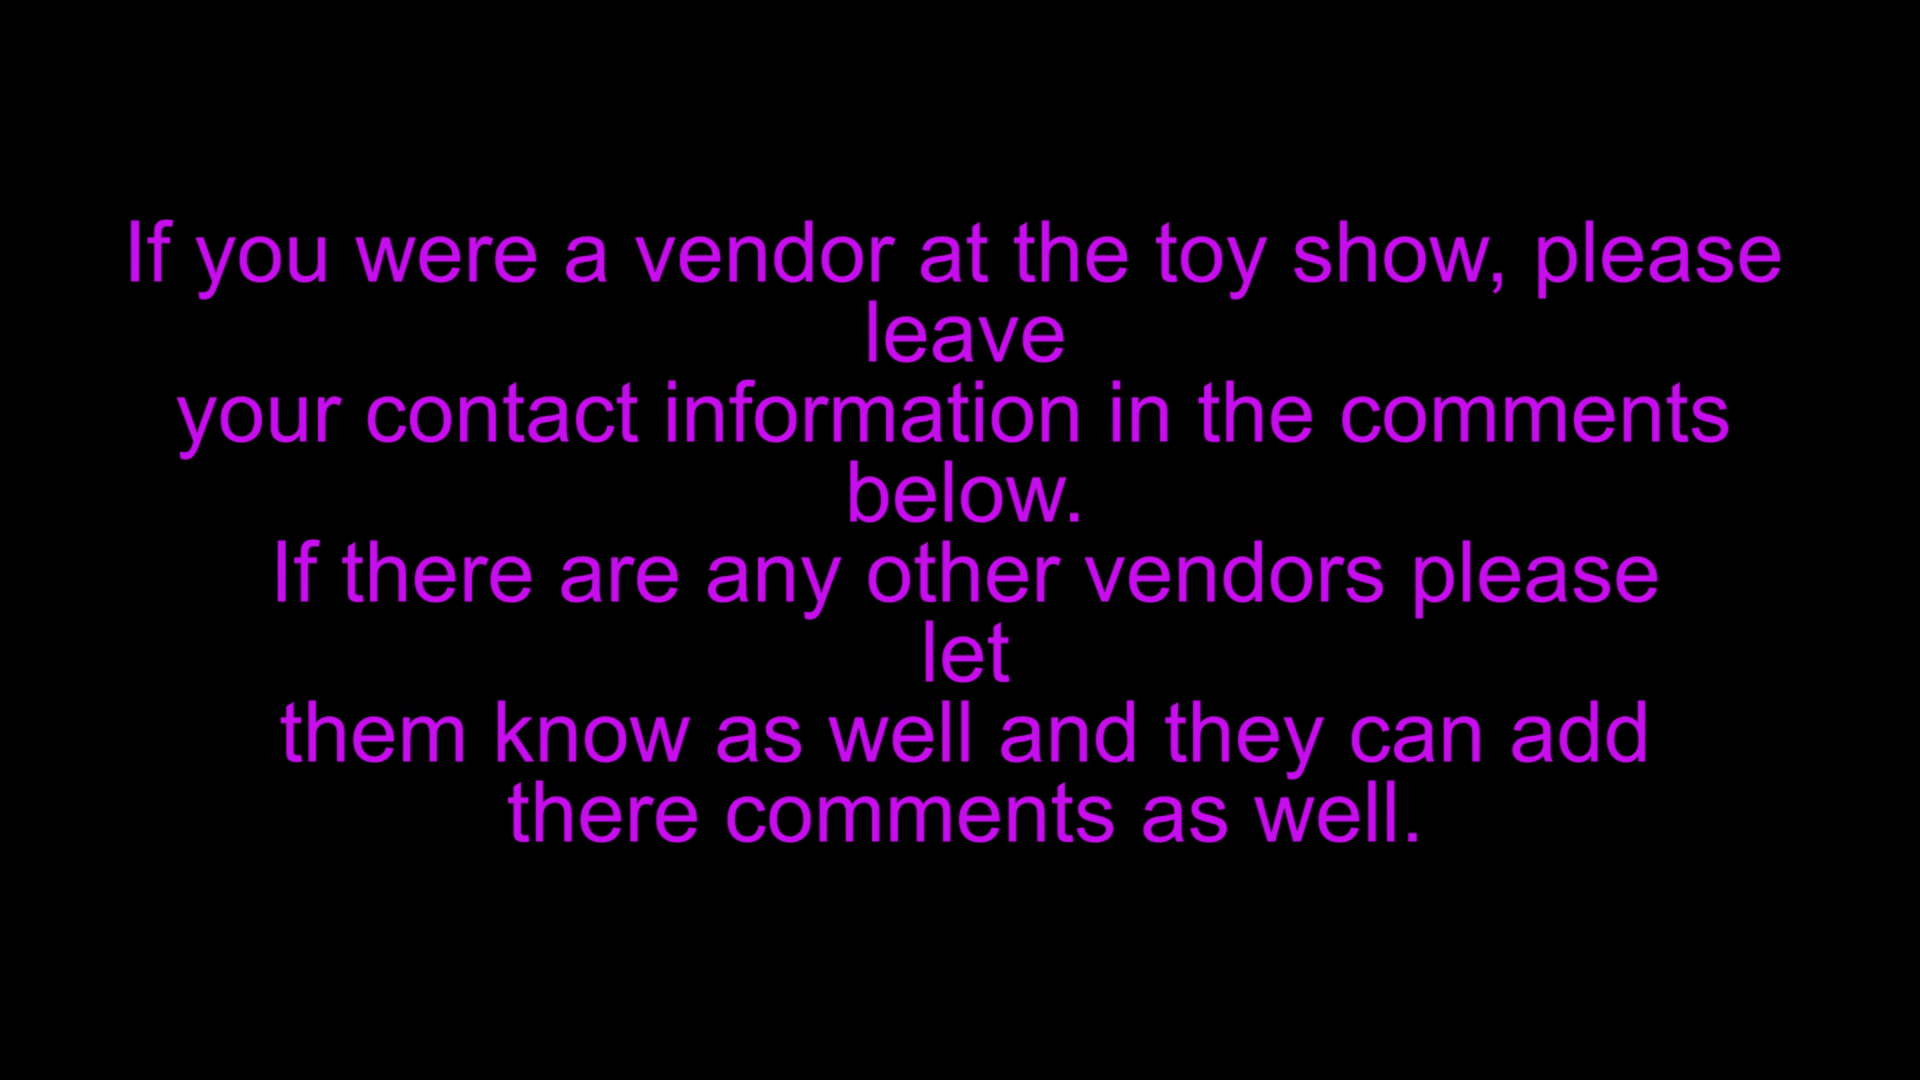 If you were a vendor at the toy show, please
leave
your contact information in the comments
below.
If there are any other vendors please
let
them know as well and they can add
there comments as well.